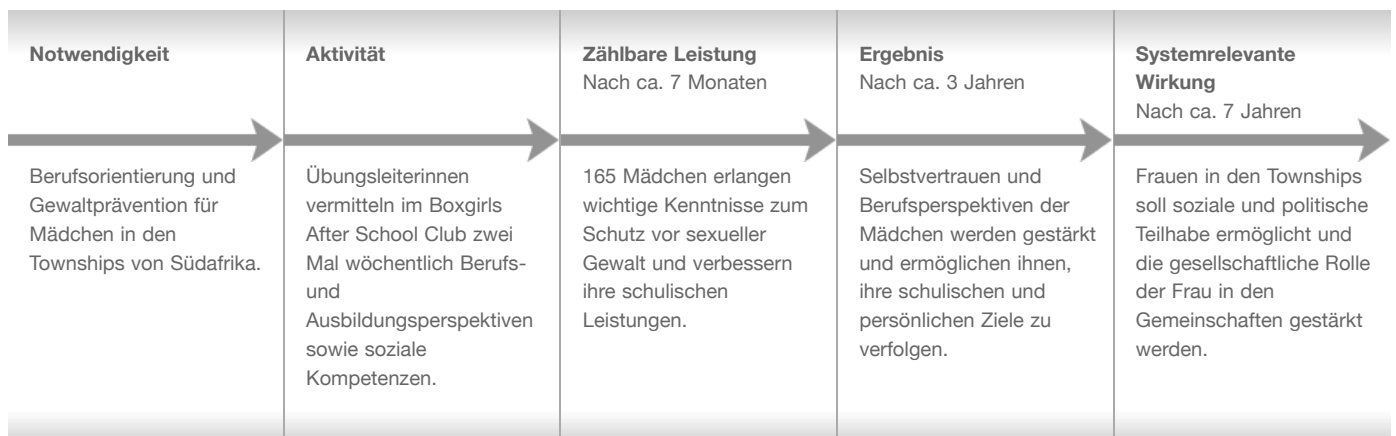 Notwendigkeit
Berufsorientierung und
Gewaltprävention für
Mädchen in den
Townships von Südafrika.
Aktivität
Übungsleiterinnen
vermitteln im Boxgirls
After School Club zwei
Mal wöchentlich Berufs-
und
Ausbildungsperspektiven
sowie soziale
Kompetenzen.
Zählbare Leistung
Nach ca. 7 Monaten
165 Mädchen erlangen
wichtige Kenntnisse zum
Schutz vor sexueller
Gewalt und verbessern
ihre schulischen
Leistungen.
Ergebnis
Nach ca. 3 Jahren
Selbstvertrauen und
Berufsperspektiven der
Mädchen werden gestärkt
und ermöglichen ihnen,
ihre schulischen und
persönlichen Ziele zu
verfolgen.
Systemrelevante
Wirkung
Nach ca. 7 Jahren
Frauen in den Townships
soll soziale und politische
Teilhabe ermöglicht und
die gesellschaftliche Rolle
der Frau in den
Gemeinschaften gestärkt
werden.